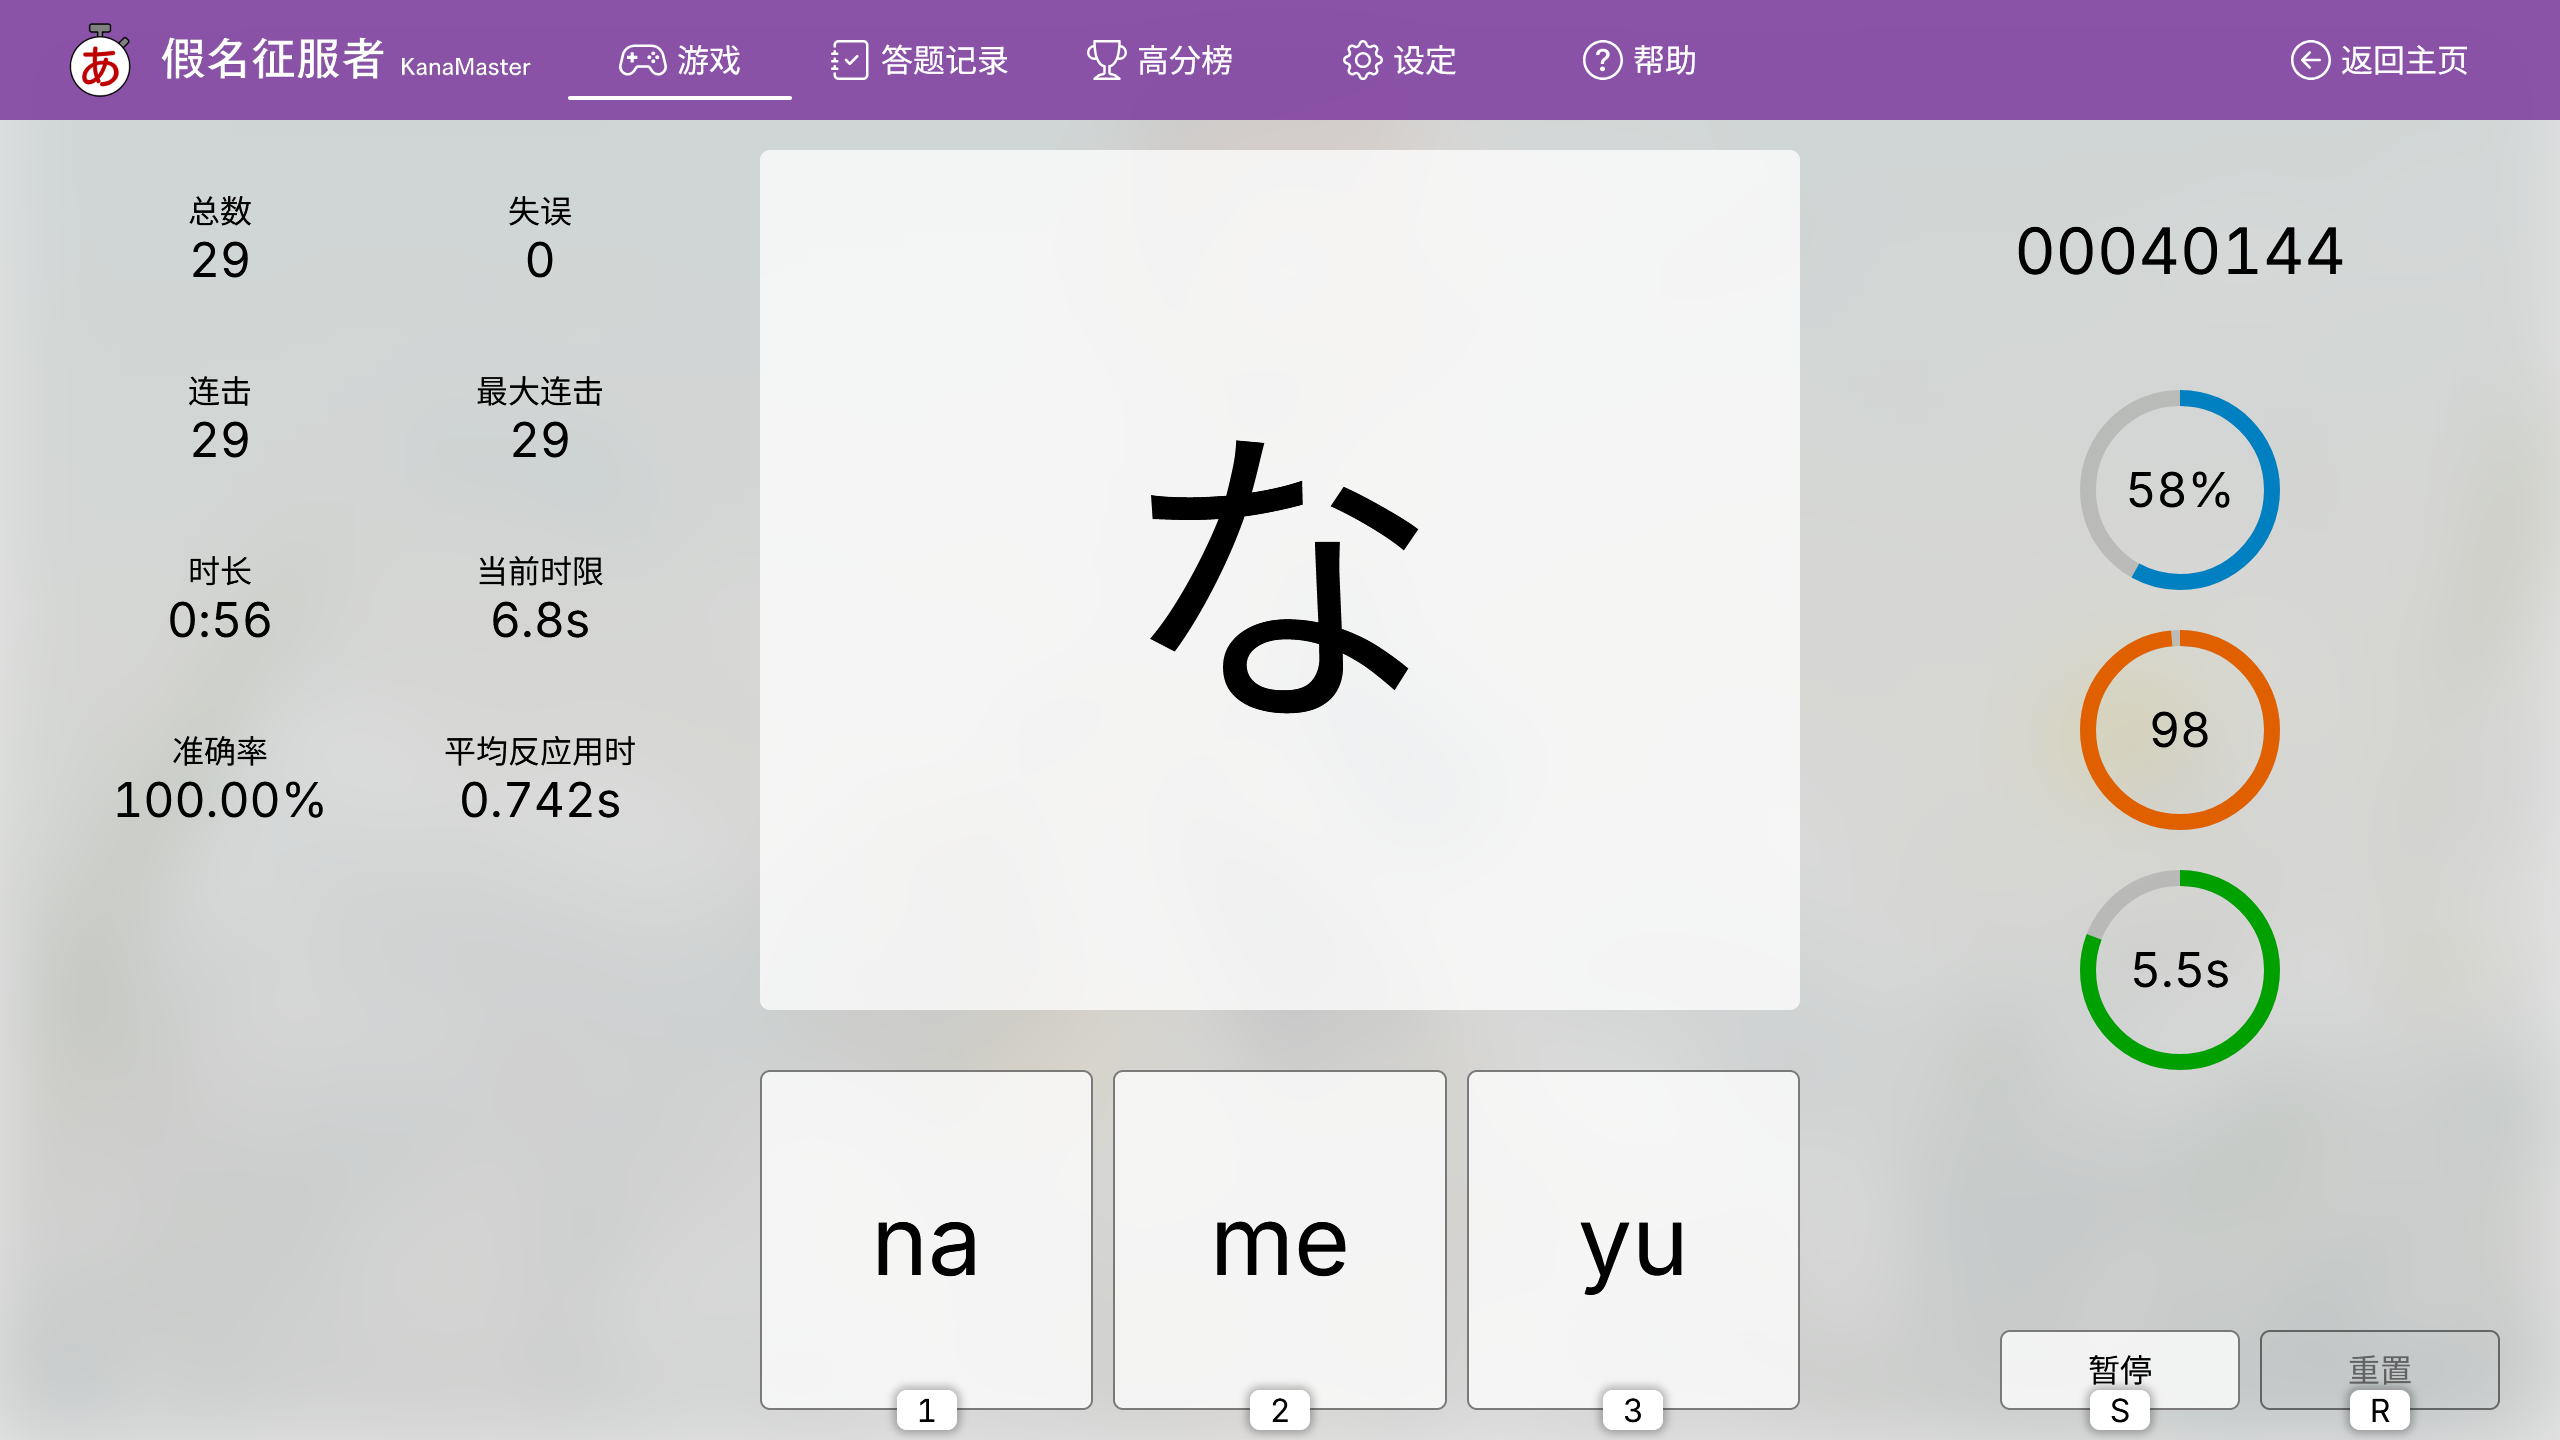 あ 假名征服者 KanaMaster 游戏 答题记录 高分榜 设定 帮助 返回主页
总数 失误
29 0
连击 最大连击
29 29
时长 当前时限
0:56 6.8s
准确率 平均反应用时
100.00% 0.742s
な
na me yu
1 2 3
00040144
58%
98
5.5s
暂停 重置
S R